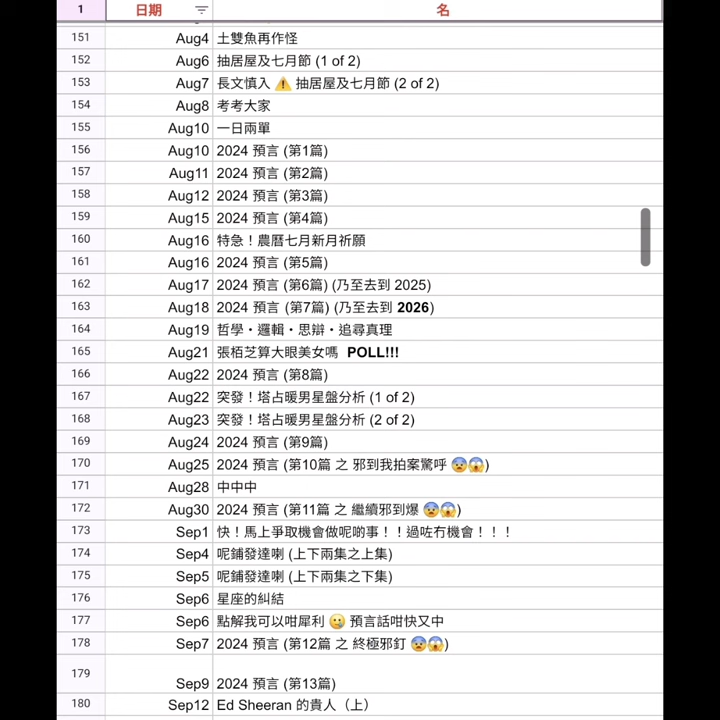 1 日期 名
151 Aug4 土雙魚再作怪
152 Aug6 抽居屋及七月節 (1 of 2)
153 Aug7 長文慎入 ⚠️ 抽居屋及七月節 (2 of 2)
154 Aug8 考考大家
155 Aug10 一日兩單
156 Aug10 2024 預言 (第1篇)
157 Aug11 2024 預言 (第2篇)
158 Aug12 2024 預言 (第3篇)
159 Aug15 2024 預言 (第4篇)
160 Aug16 特急！農曆七月新月祈願
161 Aug16 2024 預言 (第5篇)
162 Aug17 2024 預言 (第6篇) (乃至去到 2025)
163 Aug18 2024 預言 (第7篇) (乃至去到 2026)
164 Aug19 哲學・邏輯・思辯・追尋真理
165 Aug21 張栢芝算大眼美女嗎 POLL!!!
166 Aug22 2024 預言 (第8篇)
167 Aug22 突發！塔占暖男星盤分析 (1 of 2)
168 Aug23 突發！塔占暖男星盤分析 (2 of 2)
169 Aug24 2024 預言 (第9篇)
170 Aug25 2024 預言 (第10篇 之 邪到我拍案驚呼 😨😱)
171 Aug28 中中中
172 Aug30 2024 預言 (第11篇 之 繼續邪到爆 😨😱)
173 Sep1 快！馬上爭取機會做呢啲事！！過咗冇機會！！！
174 Sep4 呢鋪發達喇 (上下兩集之上集)
175 Sep5 呢鋪發達喇 (上下兩集之下集)
176 Sep6 星座的糾結
177 Sep6 點解我可以咁犀利 🥲 預言話咁快又中
178 Sep7 2024 預言 (第12篇 之 終極邪釘 😨😱)
179 Sep9 2024 預言 (第13篇)
180 Sep12 Ed Sheeran 的貴人（上）